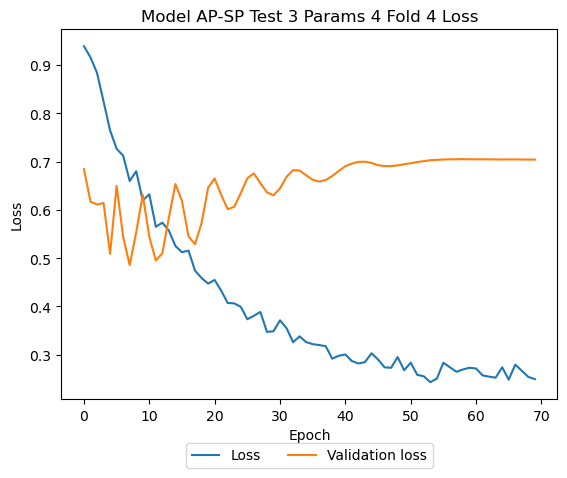 Model AP-SP Test 3 Params 4 Fold 4 Loss
Loss
0.9
0.8
0.7
0.6
0.5
0.4
0.3
0 10 20 30 40 50 60 70
Epoch
Loss Validation loss